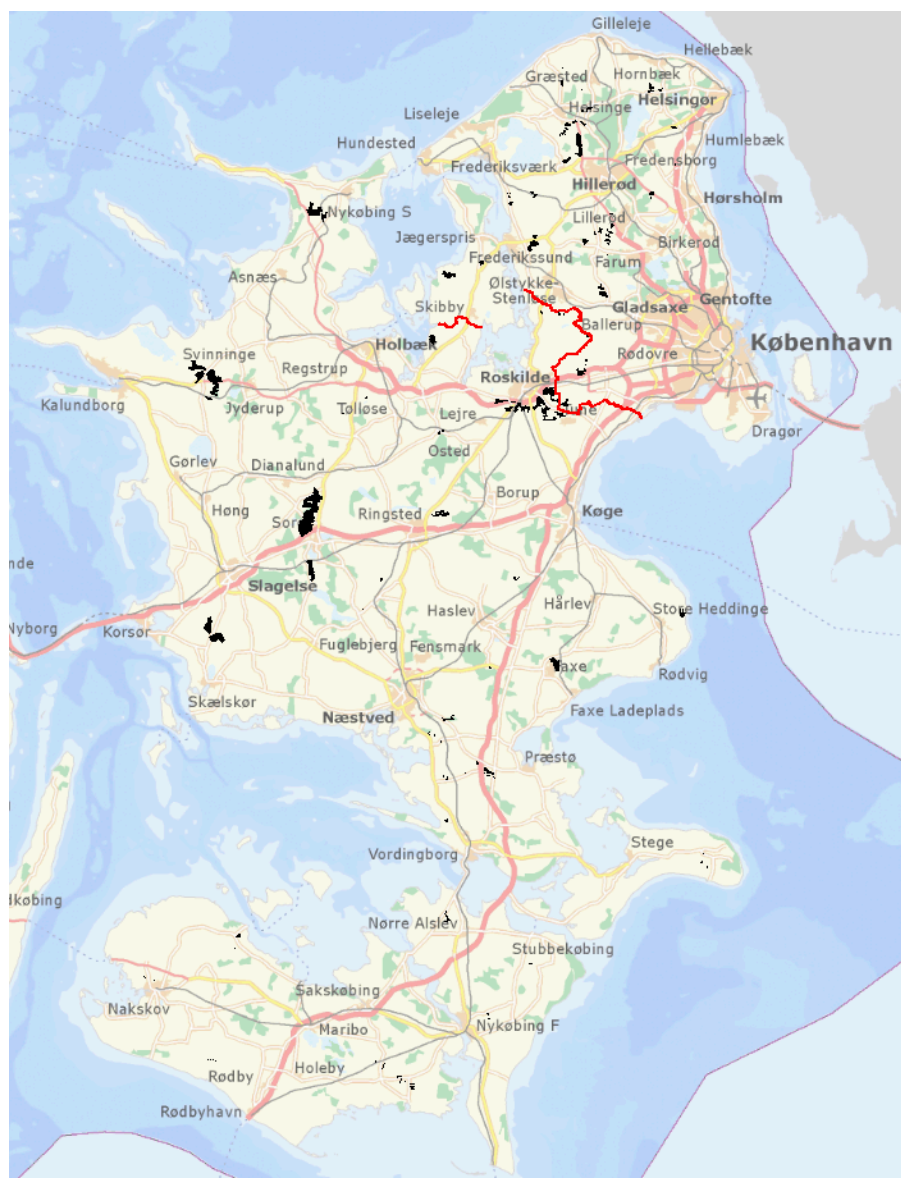 Gilleleje
Hellebæk
Græsted
Hornbæk
Helsinge
Helsingør
Liseleje
Hundested
Humlebæk
Frederiksværk
Fredensborg
Hillerød
Hørsholm
Nykøbing S
Lillerød
Jægerspris
Birkerød
Frederikssund
Farum
Asnæs
Ølstykke-
Stenløse
Skibby
Gladsaxe
Gentofte
Ballerup
Holbæk
København
Svinninge
Rødovre
Regstrup
Roskilde
Kalundborg
Jyderup
Tølløse
Lejre
Tune
Dragør
Osted
Gørlev
Dianalund
Høng
Borup
Ringsted
Køge
Sorø
nde
Slagelse
Haslev
Hårlev
Store Heddinge
Nyborg
Korsør
Fuglebjerg
Fensmark
Faxe
Rødvig
Skælskør
Næstved
Faxe Ladeplads
Præstø
Stege
Vordingborg
dkøbing
Nørre Alslev
Stubbekøbing
Sakskøbing
Nakskov
Maribo
Nykøbing F
Rødby
Holeby
Rødbyhavn